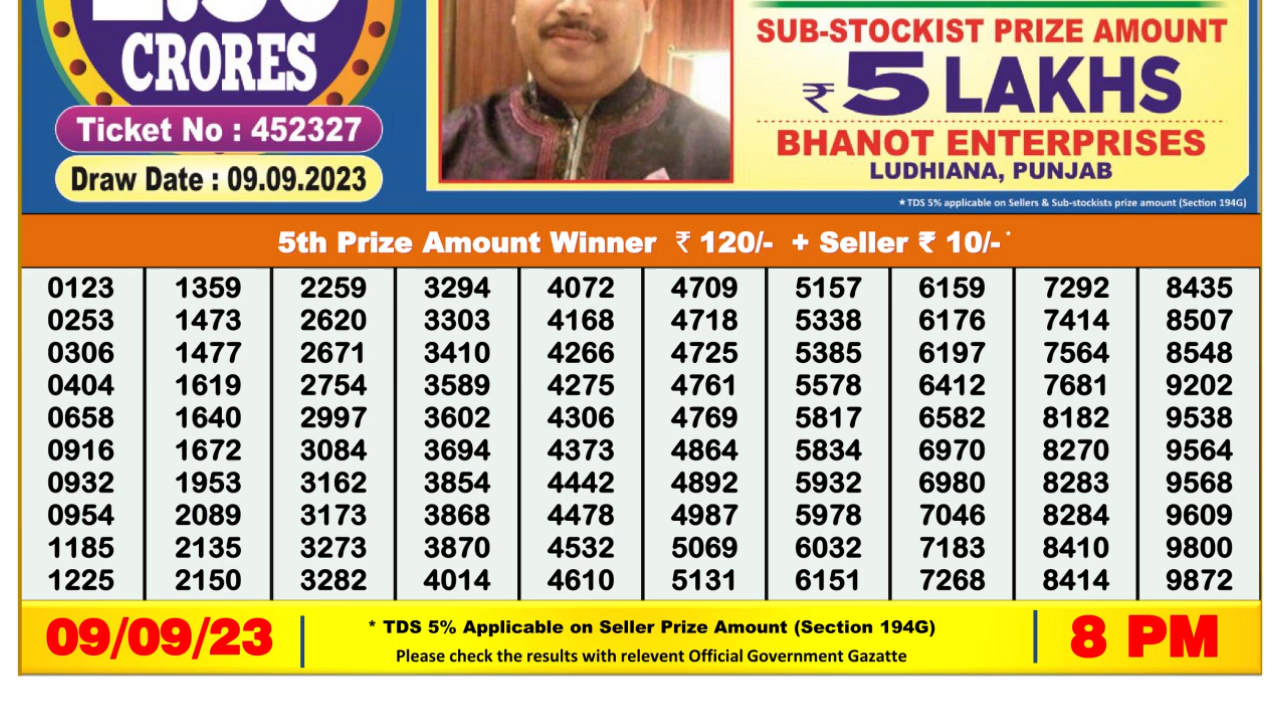 CRORES
Ticket No : 452327
Draw Date : 09.09.2023
SUB-STOCKIST PRIZE AMOUNT
₹ 5 LAKHS
BHANOT ENTERPRISES
LUDHIANA, PUNJAB
★ TDS 5% applicable on Sellers & Sub-stockists prize amount (Section 194G)
5th Prize Amount Winner ₹ 120/- + Seller ₹ 10/- *
0123 1359 2259 3294 4072 4709 5157 6159 7292 8435
0253 1473 2620 3303 4168 4718 5338 6176 7414 8507
0306 1477 2671 3410 4266 4725 5385 6197 7564 8548
0404 1619 2754 3589 4275 4761 5578 6412 7681 9202
0658 1640 2997 3602 4306 4769 5817 6582 8182 9538
0916 1672 3084 3694 4373 4864 5834 6970 8270 9564
0932 1953 3162 3854 4442 4892 5932 6980 8283 9568
0954 2089 3173 3868 4478 4987 5978 7046 8284 9609
1185 2135 3273 3870 4532 5069 6032 7183 8410 9800
1225 2150 3282 4014 4610 5131 6151 7268 8414 9872
09/09/23
* TDS 5% Applicable on Seller Prize Amount (Section 194G)
Please check the results with relevent Official Government Gazatte
8 PM